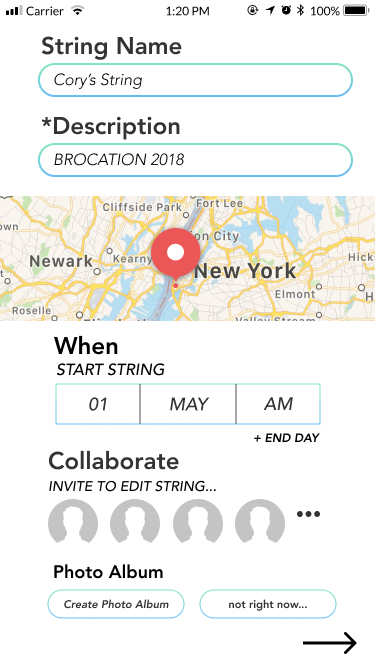 Carrier 1:20 PM 100%
String Name
Cory's String
*Description
BROCATION 2018
Cliffside Park
Fort Lee
on City
Newark
Kearny
New York
Hick
Elmont
H
Roselle
Valley Stream
When
START STRING
01 MAY AM
+ END DAY
Collaborate
INVITE TO EDIT STRING...
Photo Album
Create Photo Album
not right now...